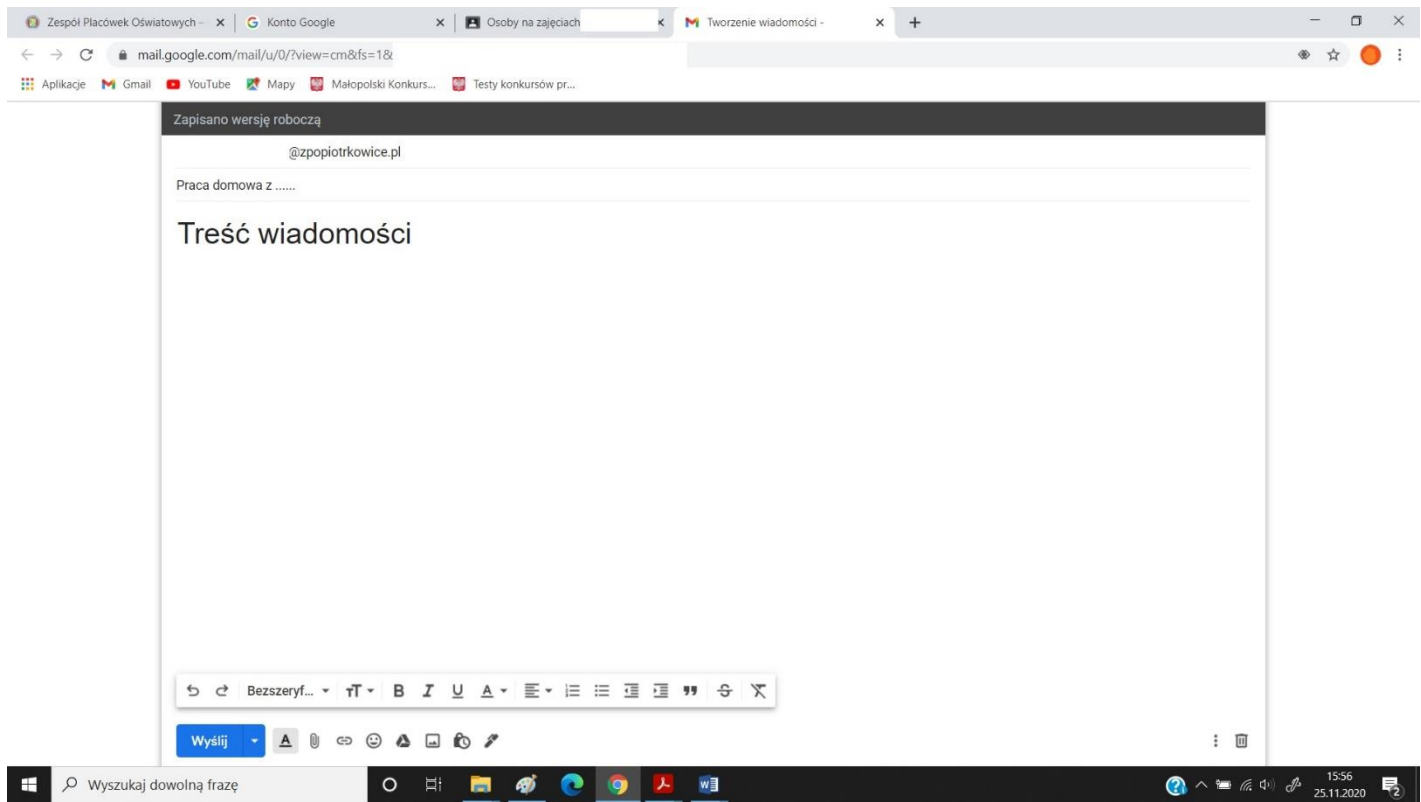 Zespół Placówek Oświatowych –
Konto Google
Osoby na zajęciach
Tworzenie wiadomości -
mail.google.com/mail/u/0/?view=cm&fs=1&
Aplikacje Gmail YouTube Mapy Małopolski Konkurs... Testy konkursów pr...
Zapisano wersję roboczą
@zpopiotrkowice.pl
Praca domowa z ......
Treść wiadomości
Bezszeryf...
Wyślij
Wyszukaj dowolną frazę
15:56
25.11.2020
2